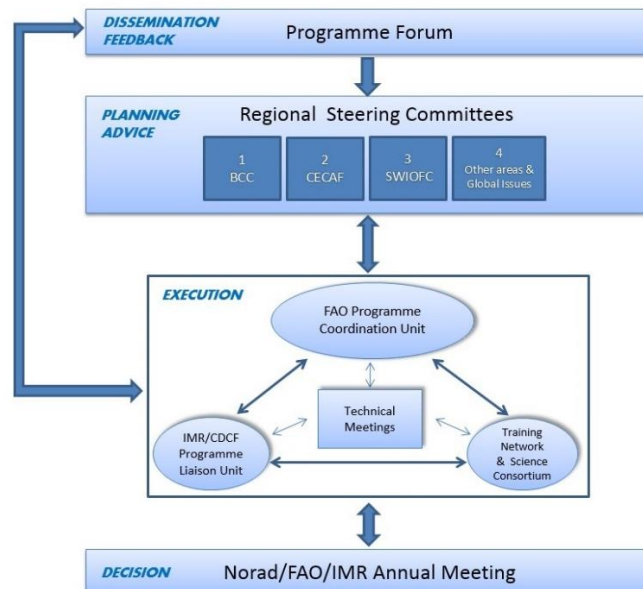 DISSEMINATION
FEEDBACK
Programme Forum
PLANNING
ADVICE
Regional Steering Committees
1
BCC
2
CECAF
3
SWIOFC
4
Other areas &
Global Issues
EXECUTION
FAO Programme
Coordination Unit
Technical
Meetings
IMR/CDCF
Programme
Liaison Unit
Training
Network
& Science
Consortium
DECISION
Norad/FAO/IMR Annual Meeting